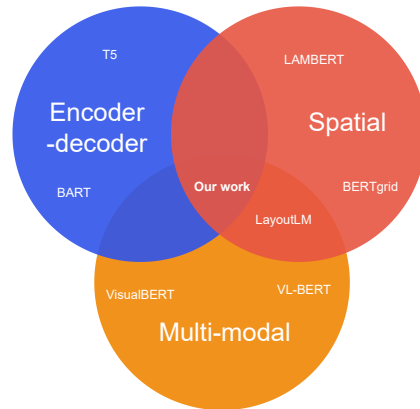 T5
LAMBERT
Encoder
-decoder
Spatial
BART
Our work
BERTgrid
LayoutLM
VisualBERT
VL-BERT
Multi-modal